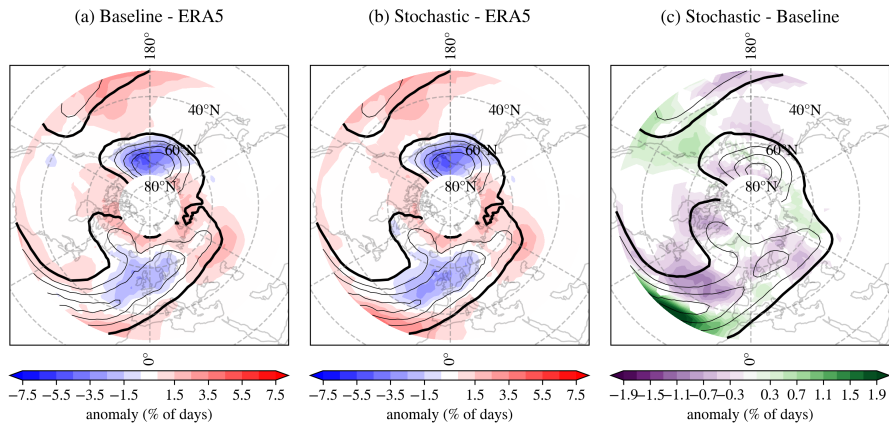 (a) Baseline - ERA5
(b) Stochastic - ERA5
(c) Stochastic - Baseline
180°
180°
180°
40°N
40°N
40°N
60°N
60°N
60°N
80°N
80°N
80°N
0°
0°
0°
−7.5 −5.5 −3.5 −1.5 1.5 3.5 5.5 7.5
−7.5 −5.5 −3.5 −1.5 1.5 3.5 5.5 7.5
−1.9 −1.5 −1.1 −0.7 −0.3 0.3 0.7 1.1 1.5 1.9
anomaly (% of days)
anomaly (% of days)
anomaly (% of days)